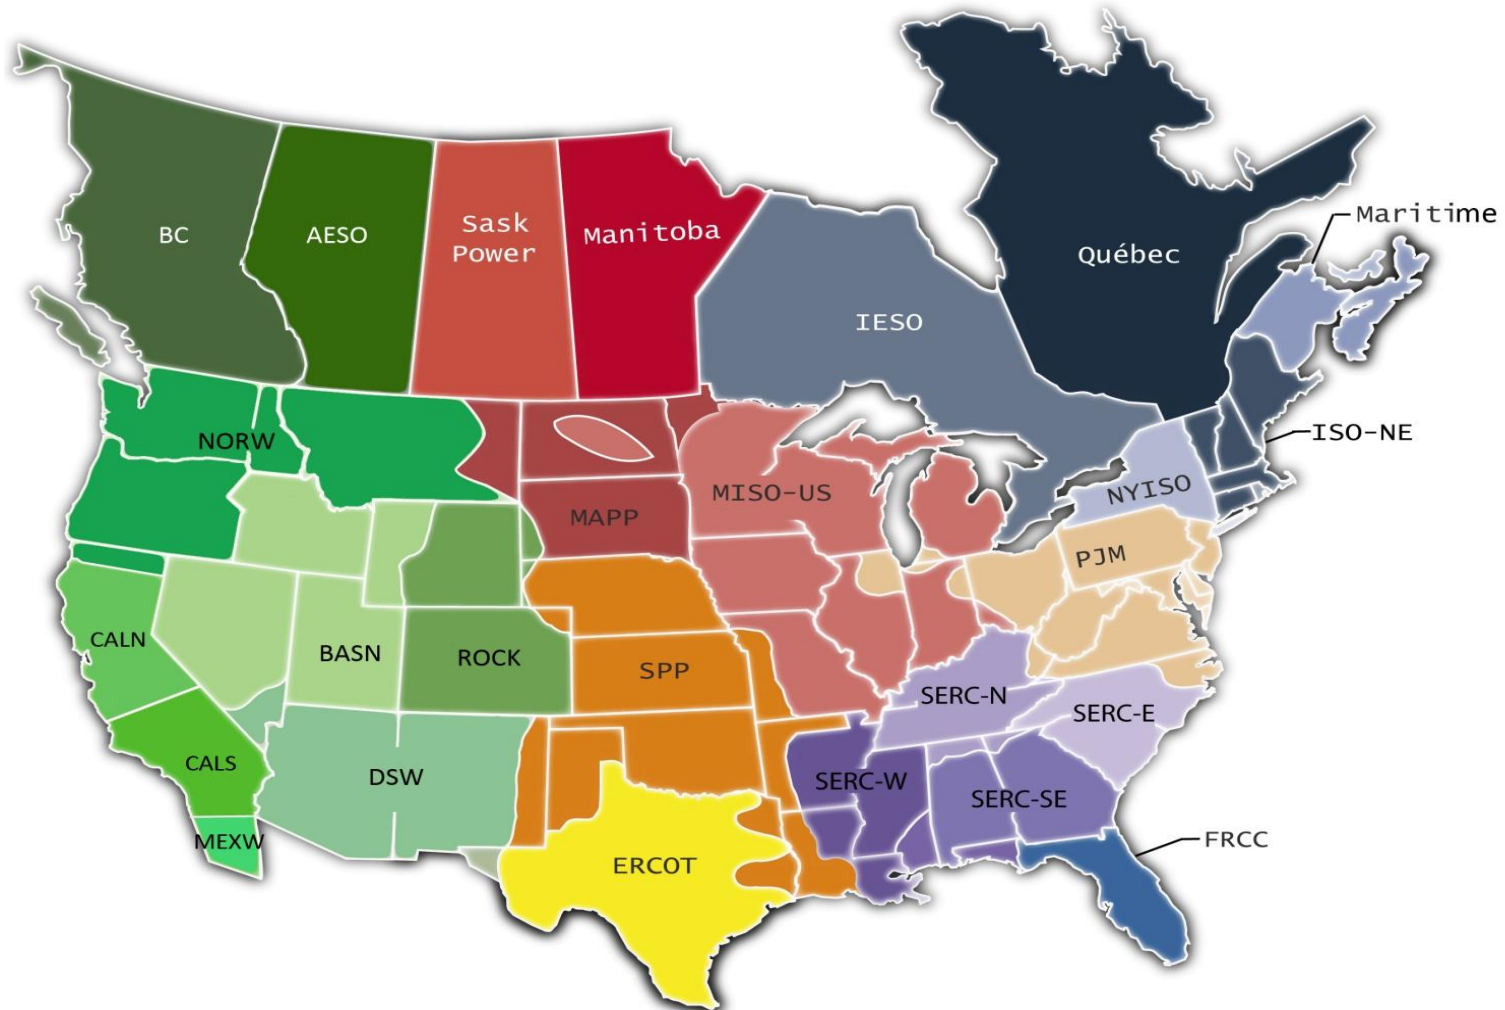 Maritime
Sask
Power
Manitoba
BC
AESO
Québec
IESO
ISO-NE
NORW
MISO-US
NYISO
MAPP
PJM
CALN
BASN
ROCK
SPP
SERC-N
SERC-E
CALS
DSW
SERC-W
SERC-SE
MEXW
FRCC
ERCOT